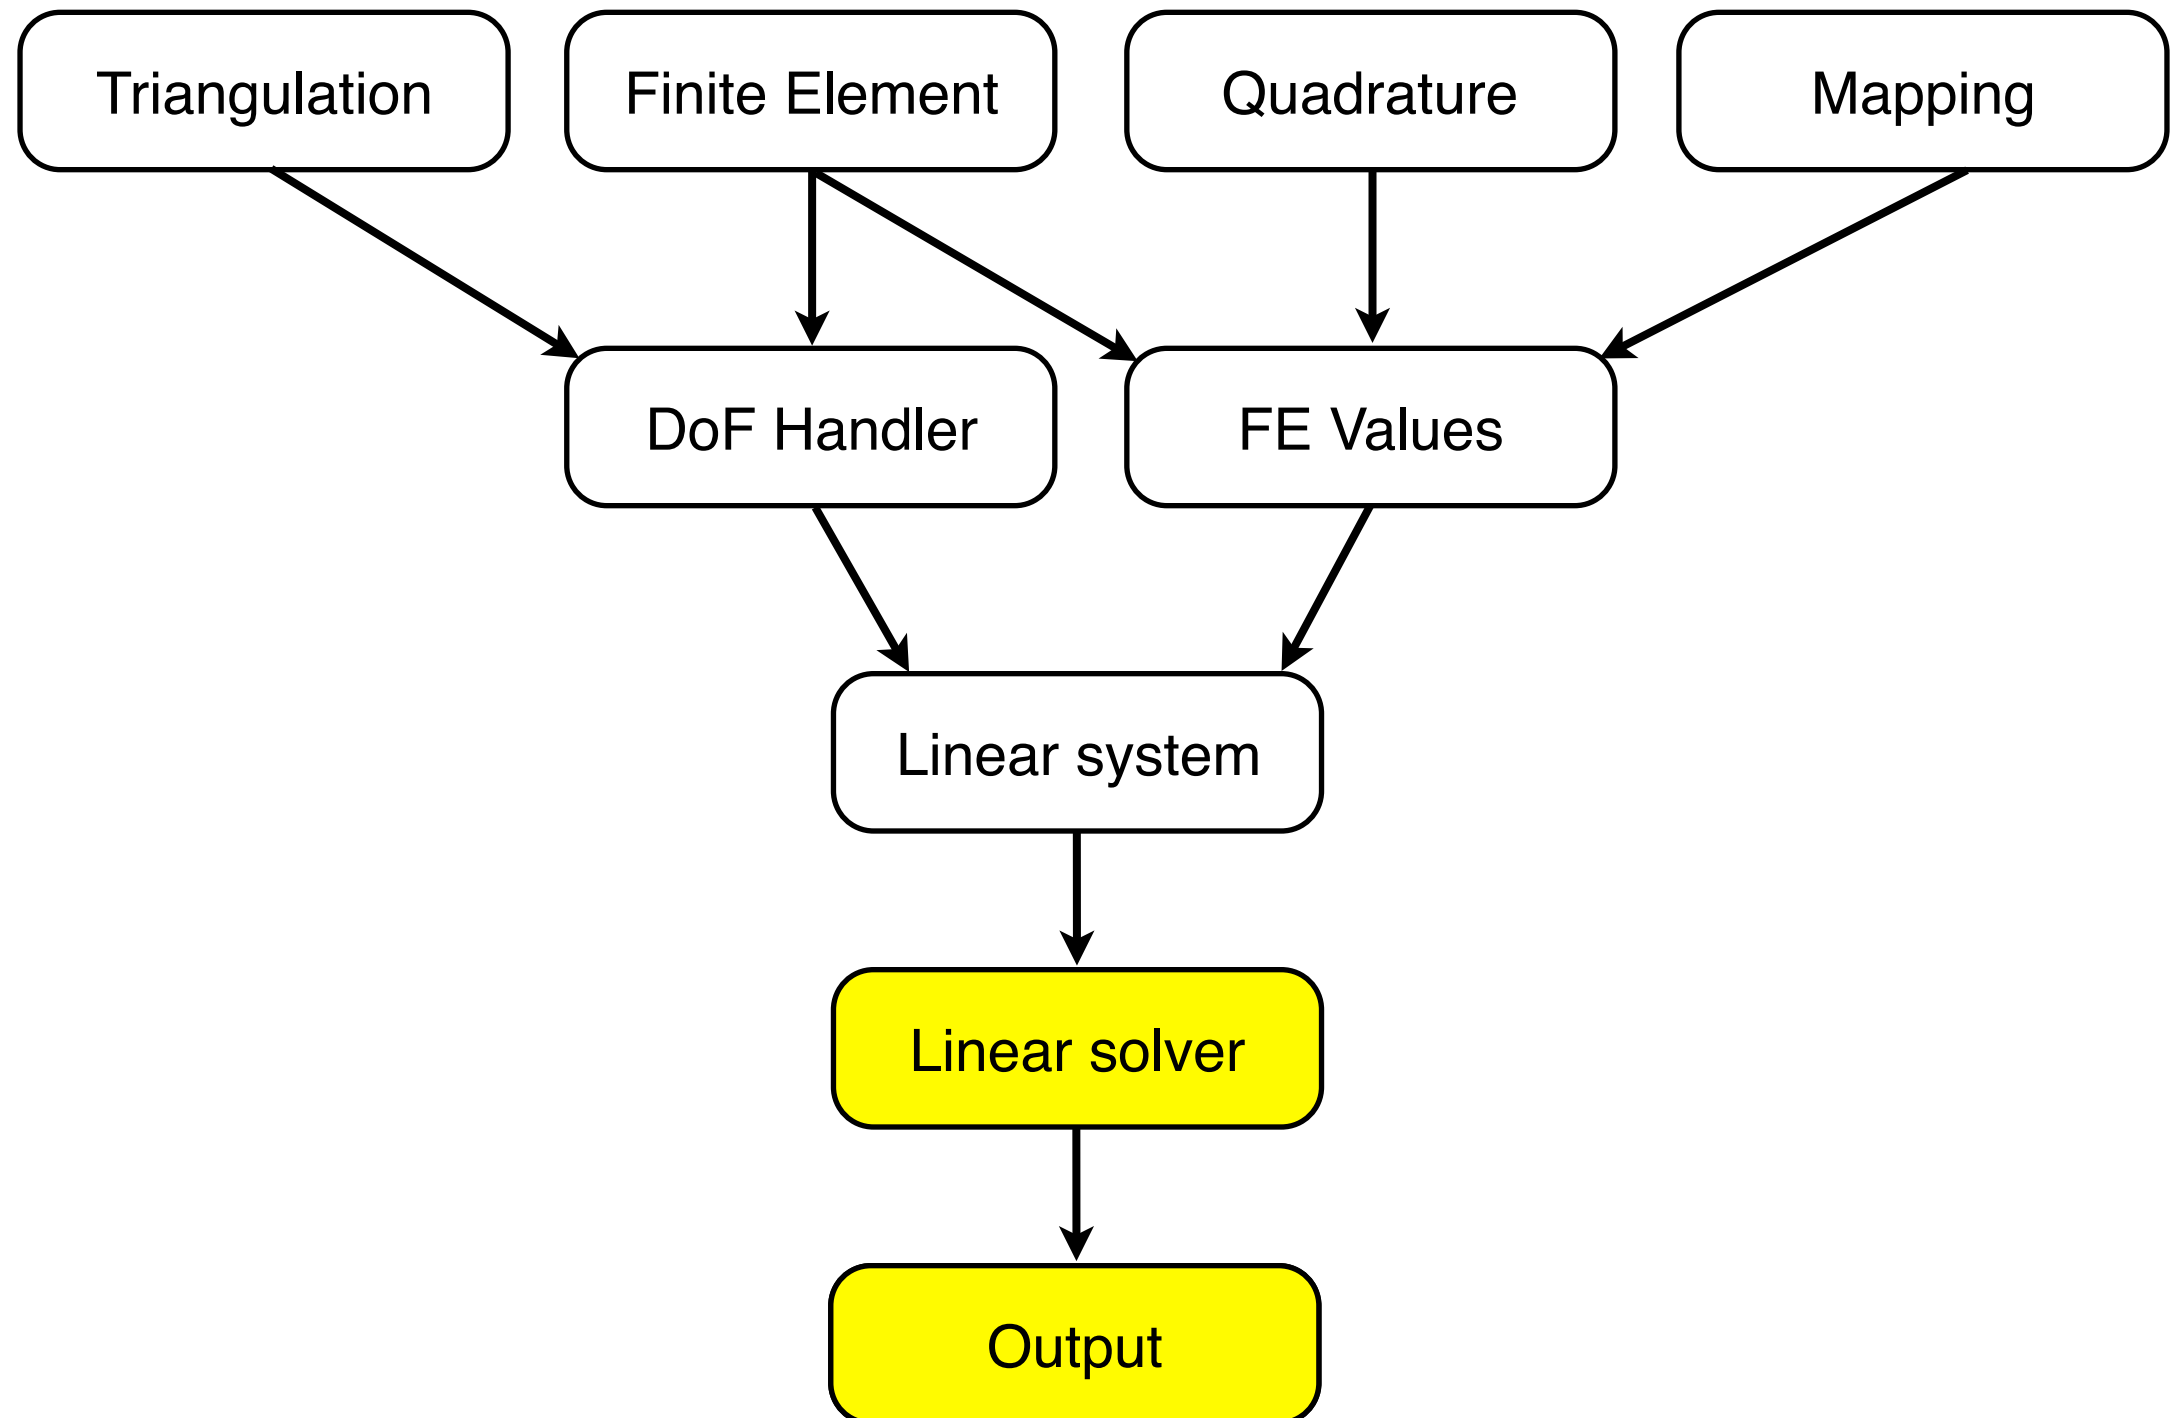 Triangulation
Finite Element
Quadrature
Mapping
DoF Handler
FE Values
Linear system
Linear solver
Output